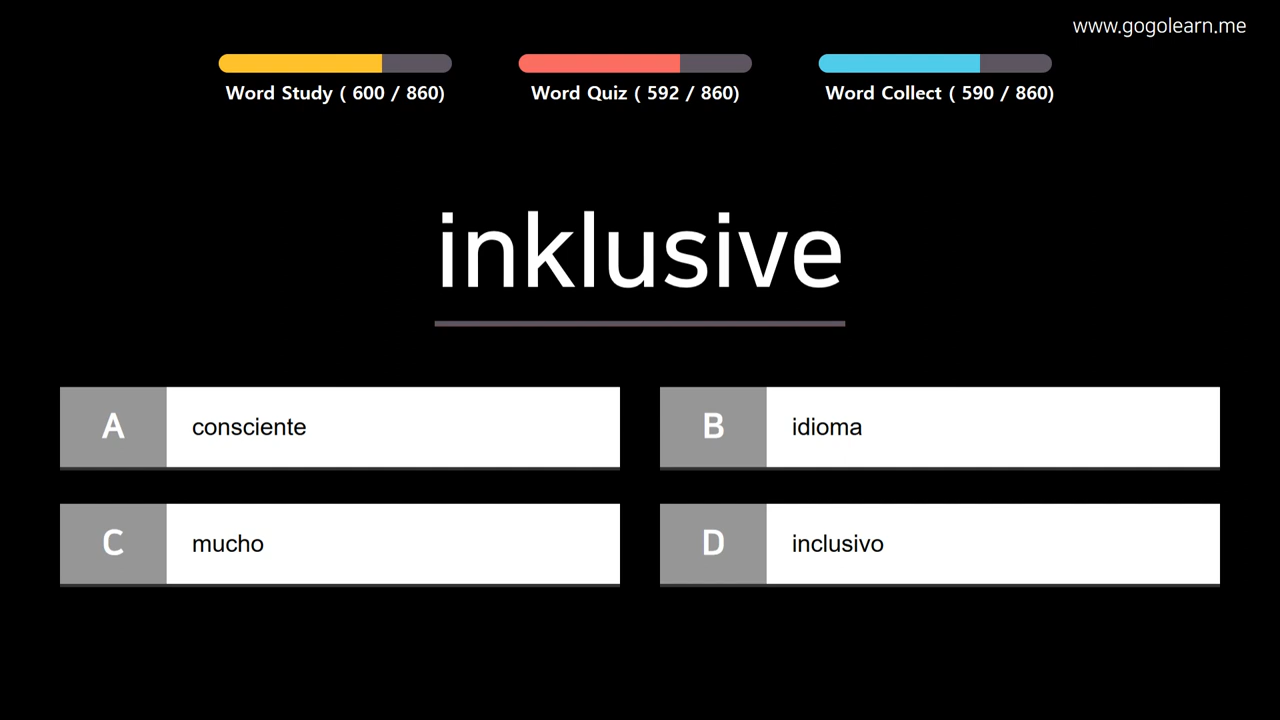 www.gogolearn.me
Word Study ( 600 / 860)
Word Quiz ( 592 / 860)
Word Collect ( 590 / 860)
inklusive
A consciente
B idioma
C mucho
D inclusivo